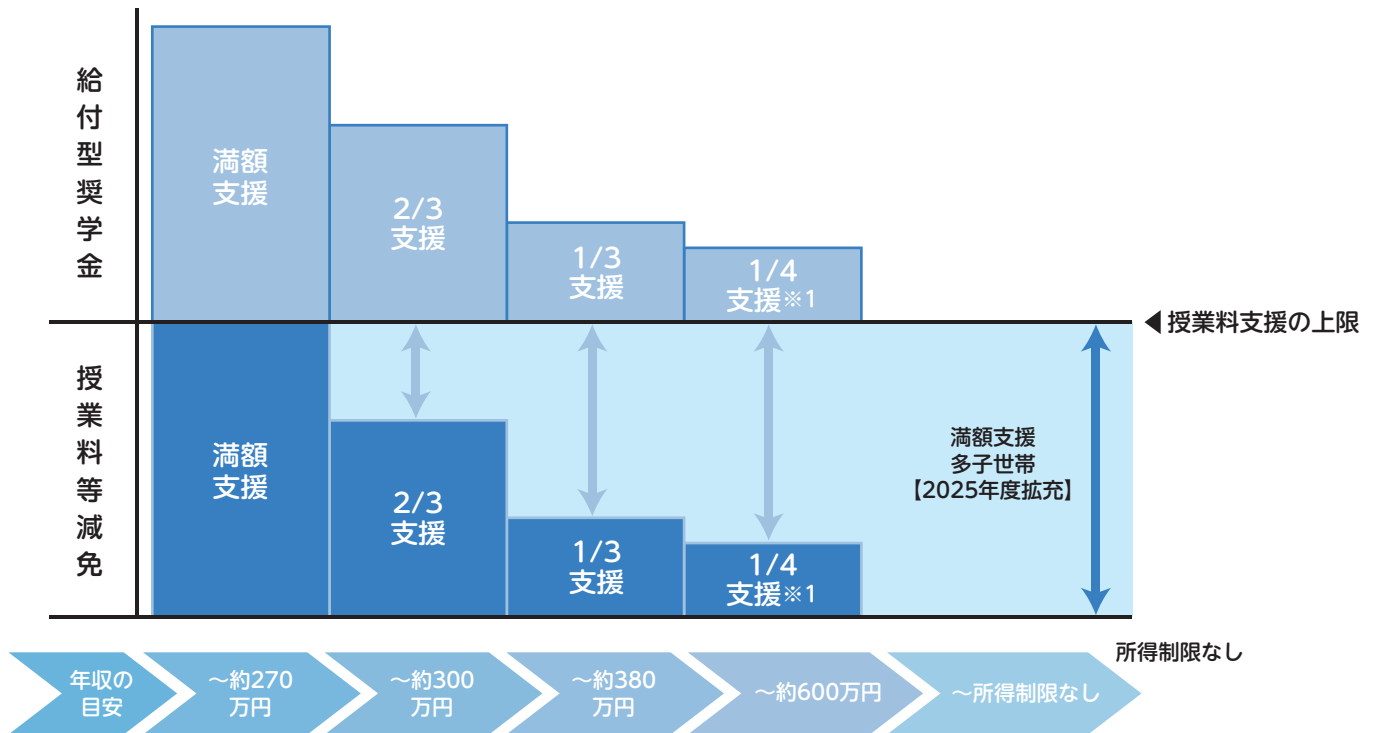 給付型奨学金
満額
支援
2/3
支援
1/3
支援
1/4
支援※1
◀授業料支援の上限
授業料等減免
満額
支援
2/3
支援
1/3
支援
1/4
支援※1
満額支援
多子世帯
【2025年度拡充】
所得制限なし
年収の
目安
～約270
万円
～約300
万円
～約380
万円
～約600万円
～所得制限なし